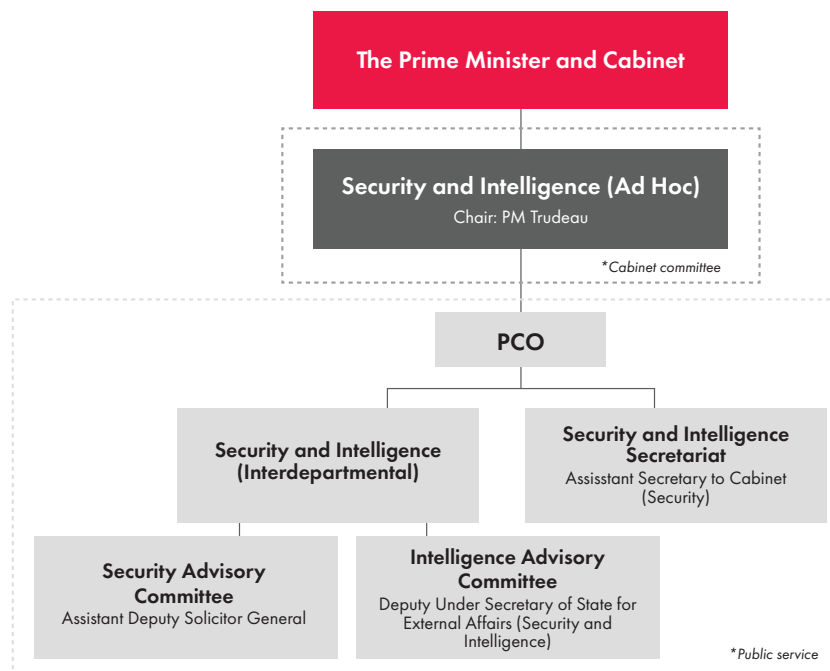 The Prime Minister and Cabinet
Security and Intelligence (Ad Hoc)
Chair: PM Trudeau
*Cabinet committee
PCO
Security and Intelligence
(Interdepartmental)
Security and Intelligence
Secretariat
Assisstant Secretary to Cabinet
(Security)
Security Advisory
Committee
Assistant Deputy Solicitor General
Intelligence Advisory
Committee
Deputy Under Secretary of State for
External Affairs (Security and
Intelligence)
*Public service